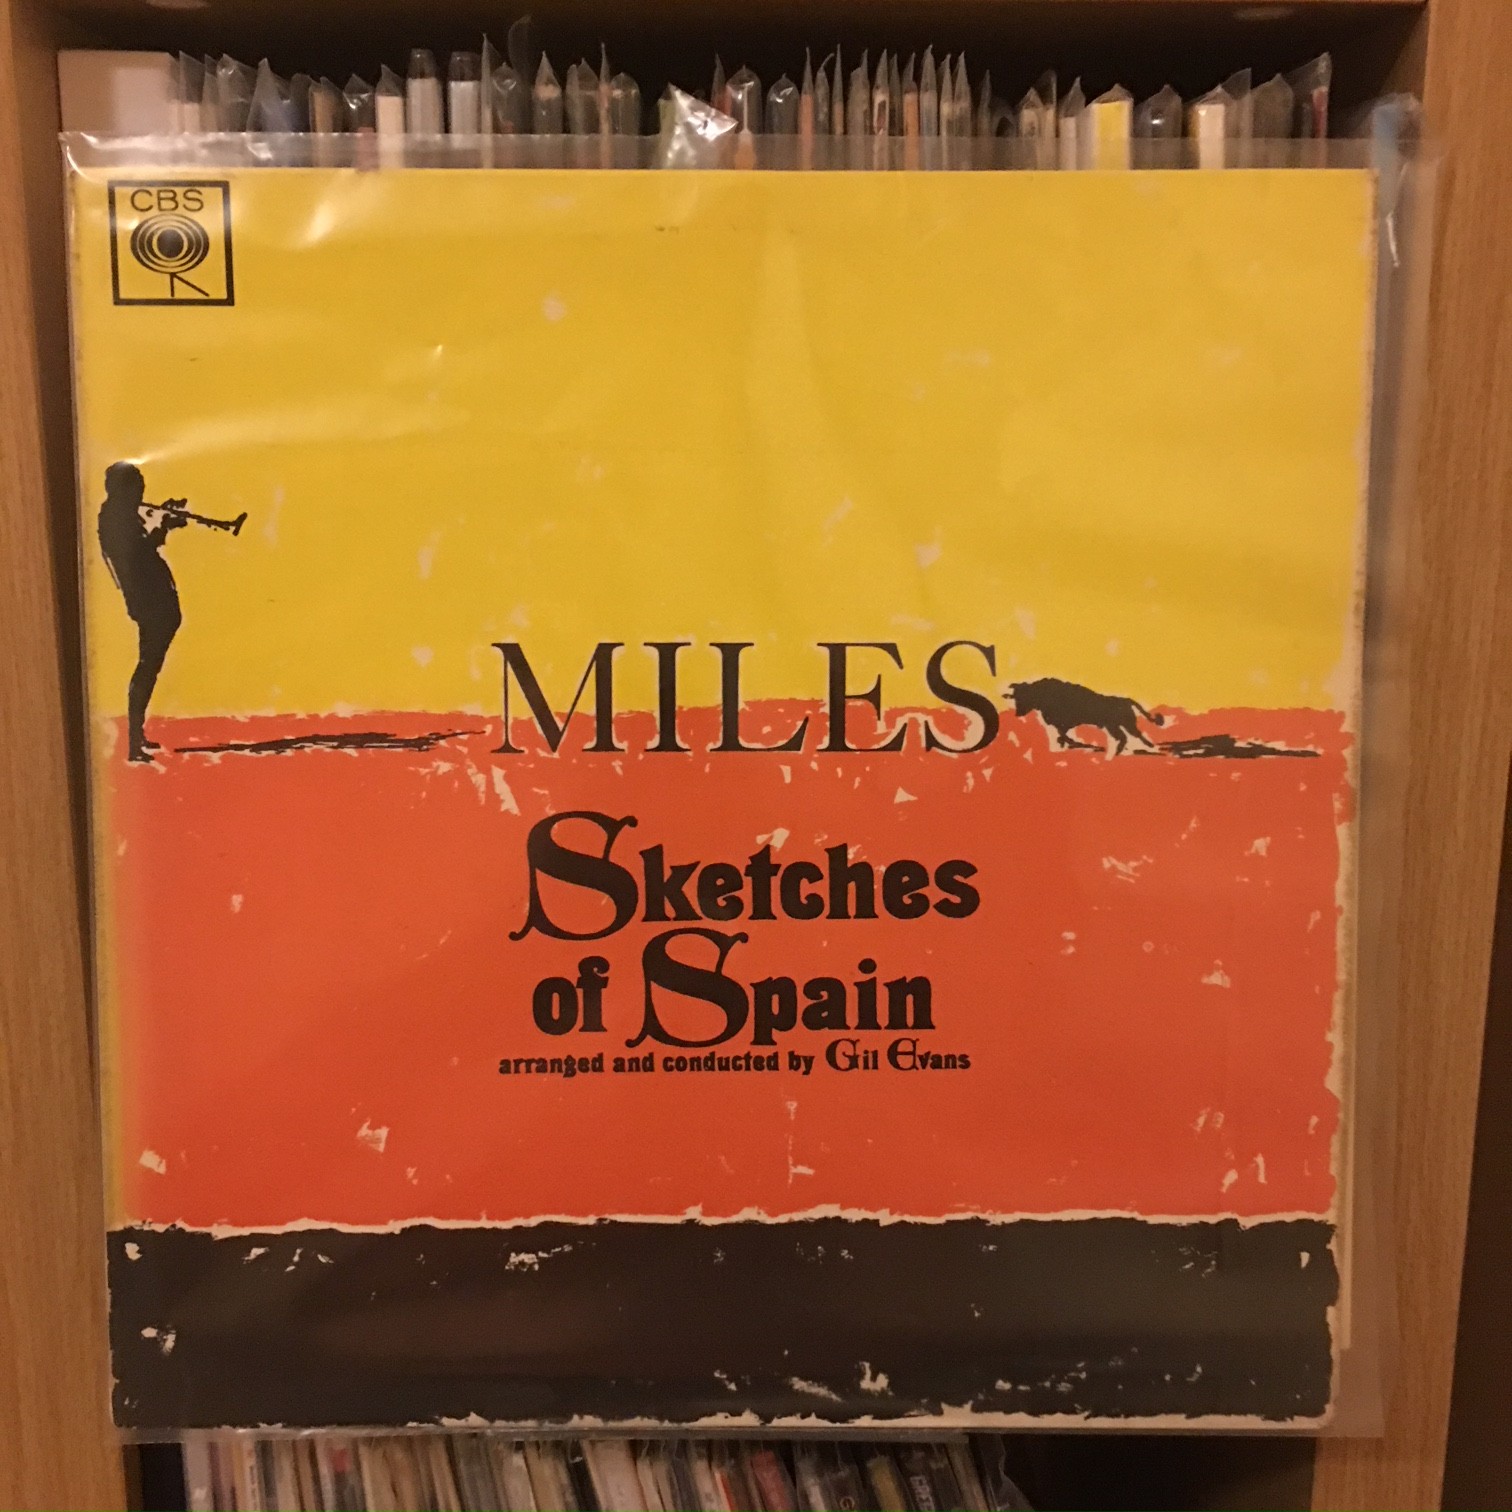 CBS
MILES
Sketches
of Spain
arranged and conducted by Gil Evans